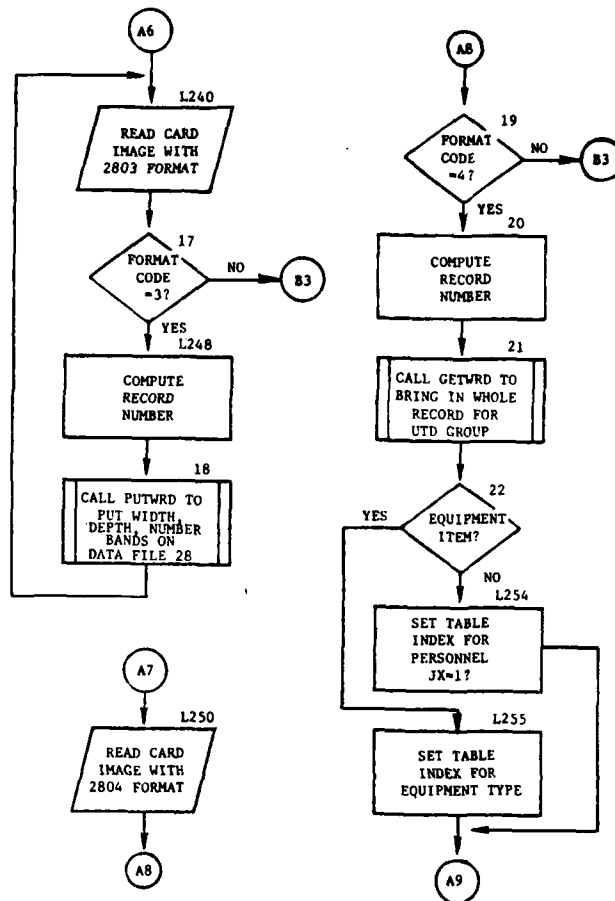 A6
L240
READ CARD
IMAGE WITH
2803 FORMAT
17
FORMAT
CODE
=3?
NO
B3
YES
L248
COMPUTE
RECORD
NUMBER
18
CALL PUTWRD TO
PUT WIDTH,
DEPTH, NUMBER
BANDS ON
DATA FILE 28
A7
L250
READ CARD
IMAGE WITH
2804 FORMAT
A8
A8
19
FORMAT
CODE
=4?
NO
B3
YES
20
COMPUTE
RECORD
NUMBER
21
CALL GETWRD TO
BRING IN WHOLE
RECORD FOR
UTD GROUP
22
YES
EQUIPMENT
ITEM?
NO
L254
SET TABLE
INDEX FOR
PERSONNEL
JX=1?
L255
SET TABLE
INDEX FOR
EQUIPMENT TYPE
A9